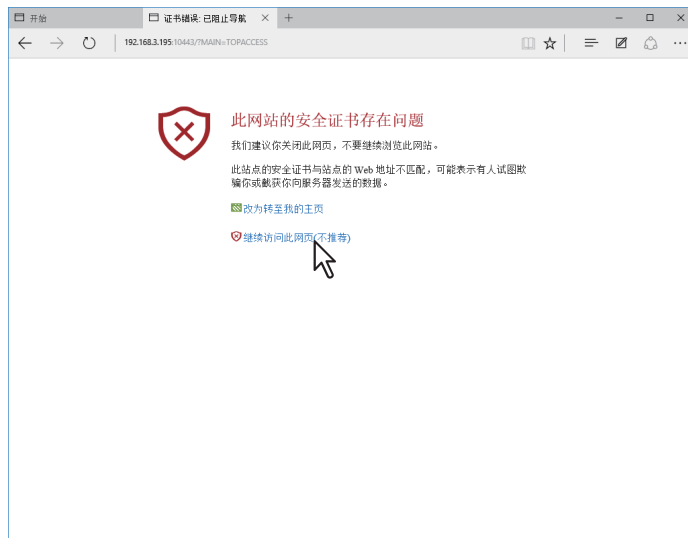 开始
证书错误: 已阻止导航
192.168.3.195:10443/?MAIN=TOPACCESS
此网站的安全证书存在问题
我们建议你关闭此网页，不要继续浏览此网站。
此站点的安全证书与站点的 Web 地址不匹配，可能表示有人试图欺
骗你或截获你向服务器发送的数据。
改为转至我的主页
继续访问此网页(不推荐)